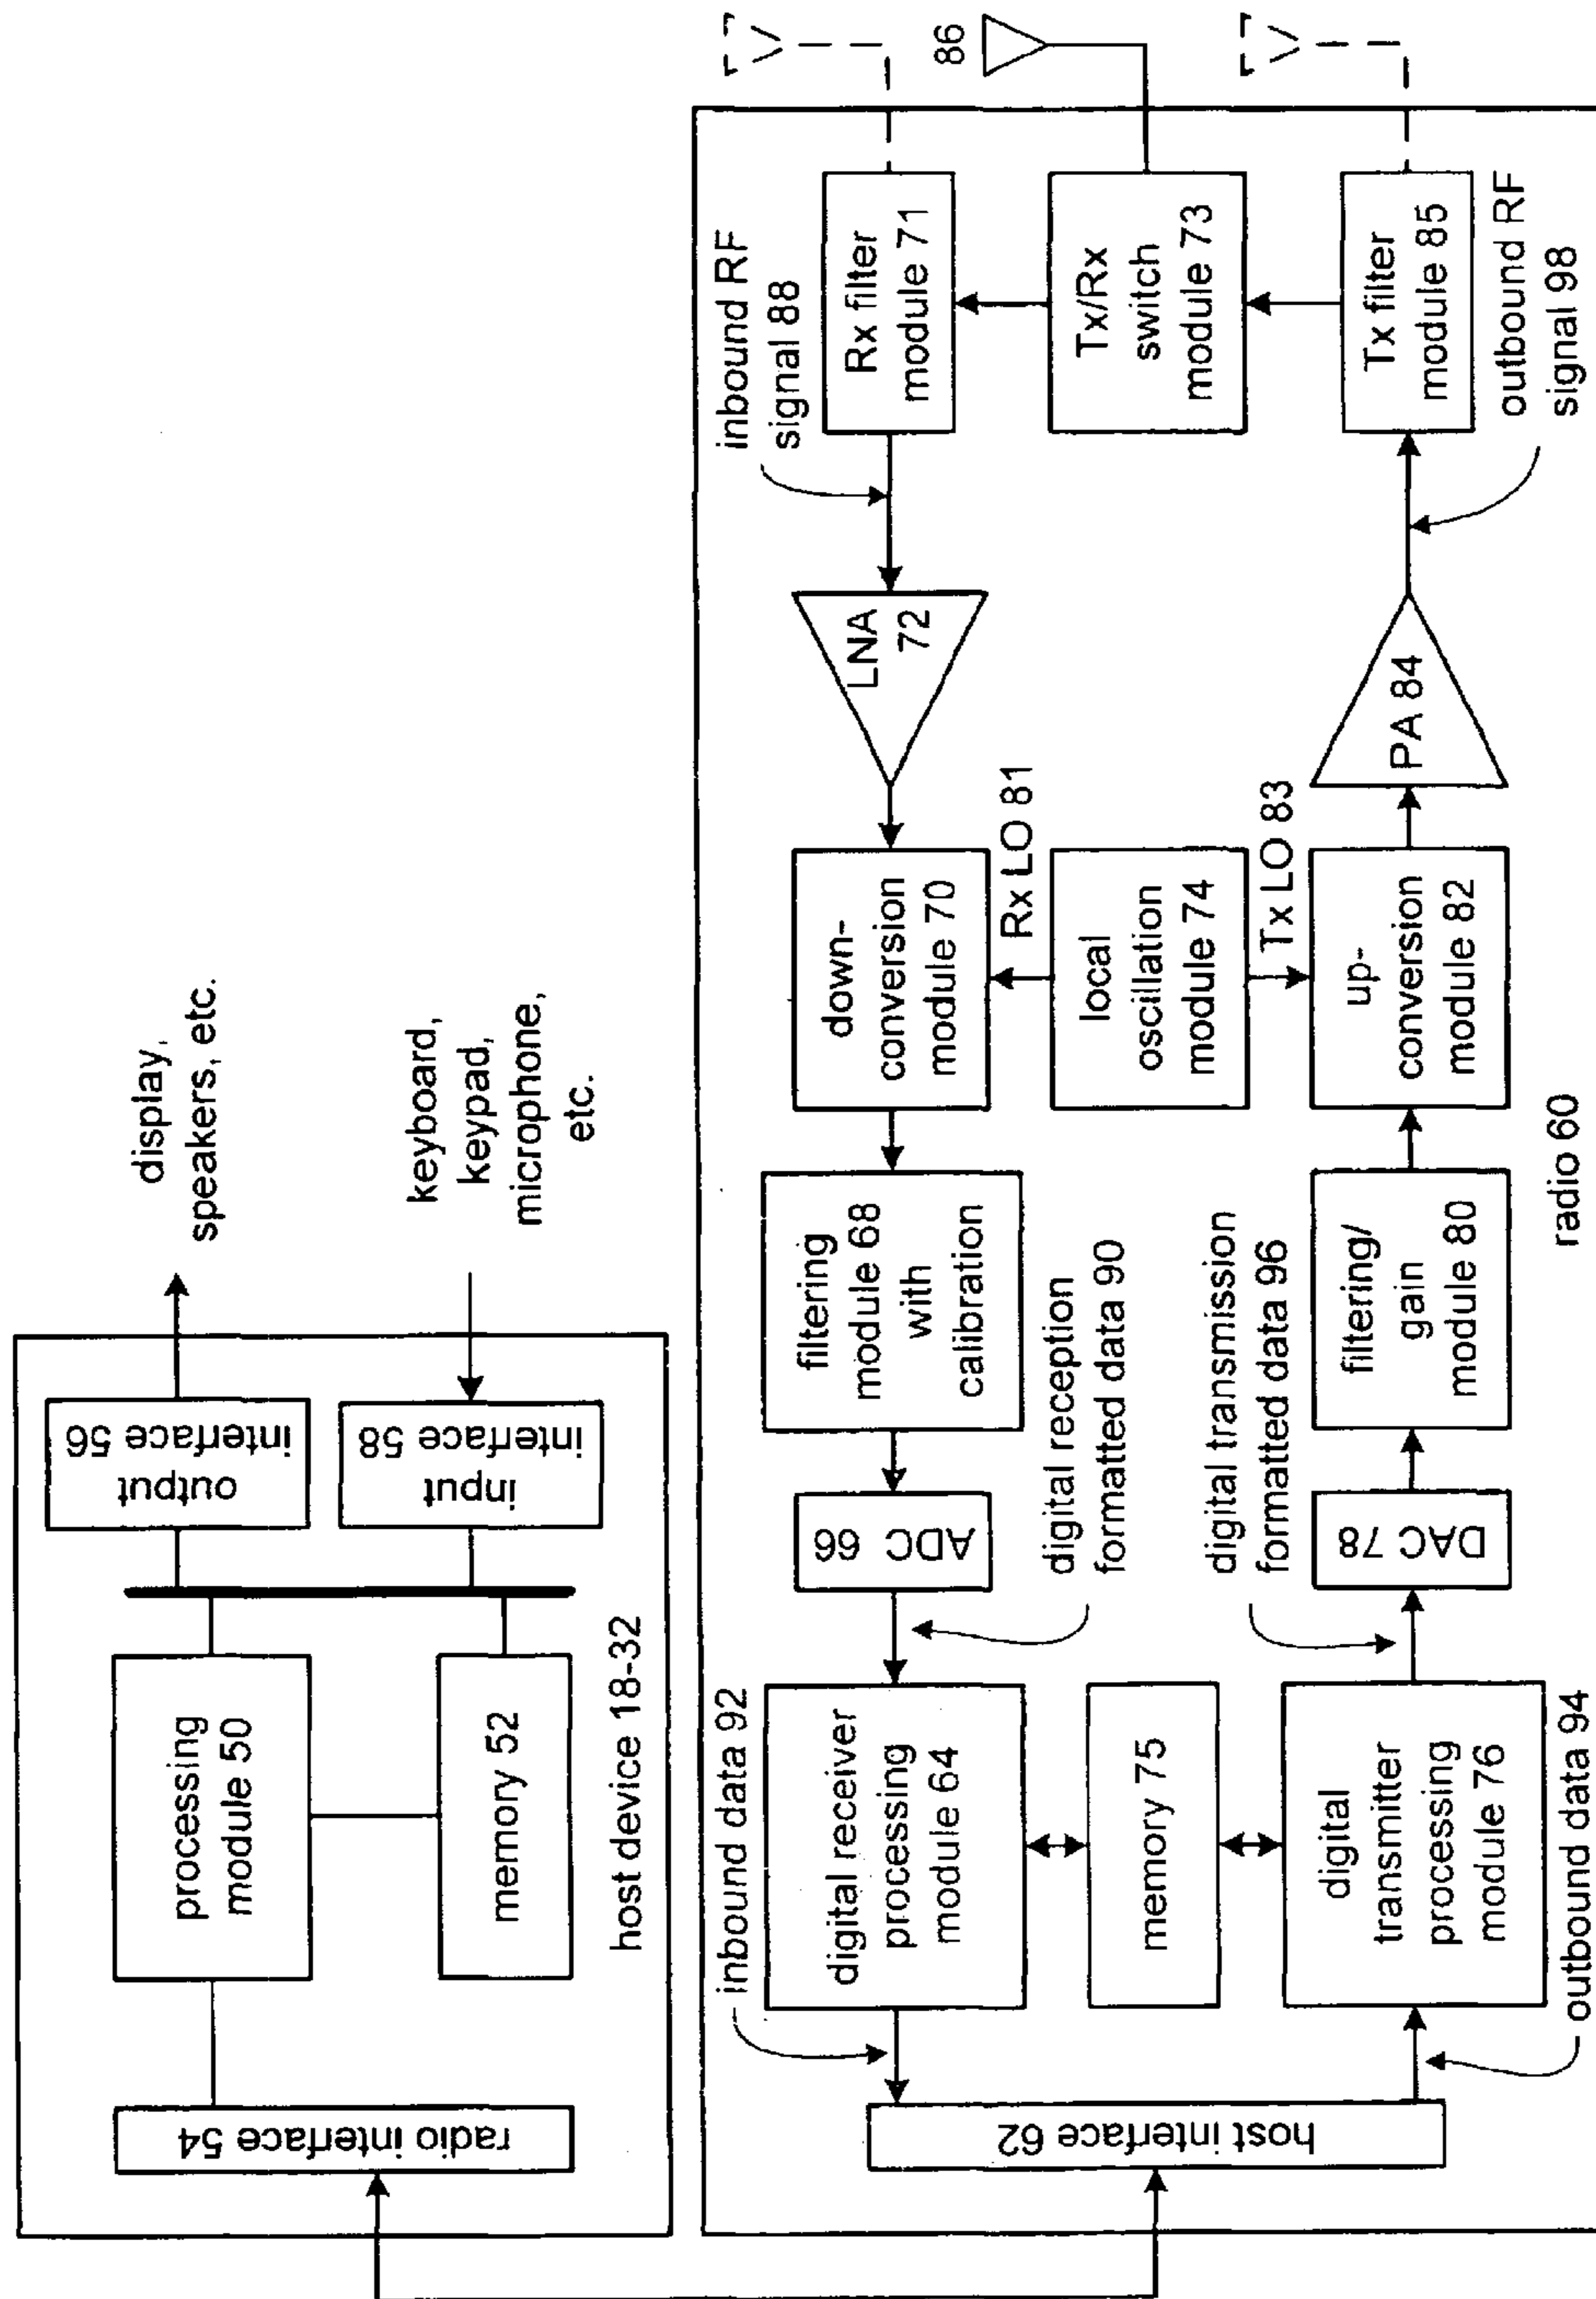 radio interface 54
processing
module 50
memory 52
output
interface 56
input
interface 58
display,
speakers, etc.
keyboard,
keypad,
microphone,
etc.
host device 18-32
host interface 62
inbound data 92
digital receiver
processing
module 64
memory 75
digital
transmitter
processing
module 76
outbound data 94
ADC 66
digital reception
formatted data 90
digital transmission
formatted data 96
DAC 78
filtering
module 68
with
calibration
filtering/
gain
module 80
down-
conversion
module 70
Rx LO 81
local
oscillation
module 74
Tx LO 83
up-
conversion
module 82
radio 60
LNA
72
PA 84
inbound RF
signal 88
Rx filter
module 71
Tx/Rx
switch
module 73
Tx filter
module 85
outbound RF
signal 98
86